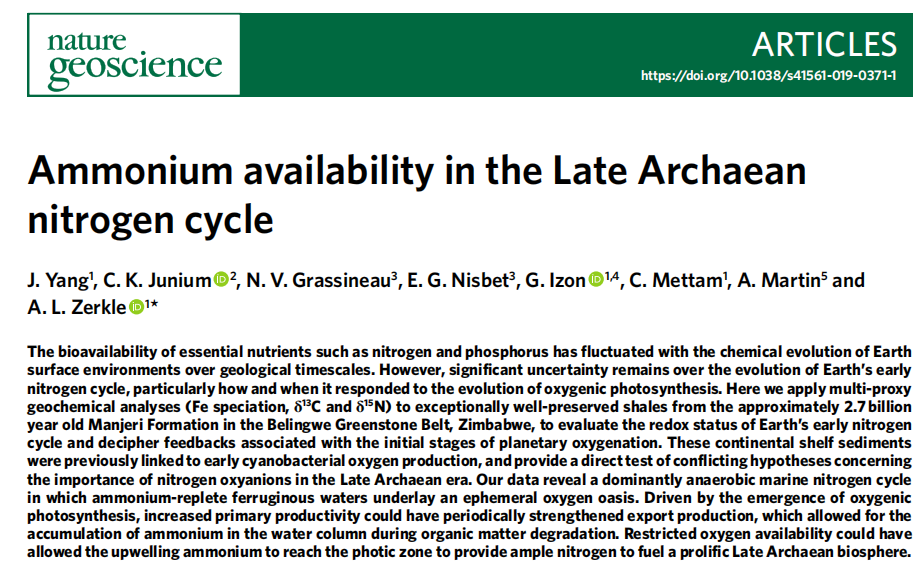 nature
geoscience
ARTICLES
https://doi.org/10.1038/s41561-019-0371-1
Ammonium availability in the Late Archaean
nitrogen cycle
J. Yang¹, C. K. Junium iD ², N. V. Grassineau³, E. G. Nisbet³, G. Izon iD ¹,⁴, C. Mettam¹, A. Martin⁵ and
A. L. Zerkle iD ¹*
The bioavailability of essential nutrients such as nitrogen and phosphorus has fluctuated with the chemical evolution of Earth
surface environments over geological timescales. However, significant uncertainty remains over the evolution of Earth's early
nitrogen cycle, particularly how and when it responded to the evolution of oxygenic photosynthesis. Here we apply multi-proxy
geochemical analyses (Fe speciation, δ¹³C and δ¹⁵N) to exceptionally well-preserved shales from the approximately 2.7 billion
year old Manjeri Formation in the Belingwe Greenstone Belt, Zimbabwe, to evaluate the redox status of Earth's early nitrogen
cycle and decipher feedbacks associated with the initial stages of planetary oxygenation. These continental shelf sediments
were previously linked to early cyanobacterial oxygen production, and provide a direct test of conflicting hypotheses concerning
the importance of nitrogen oxyanions in the Late Archaean era. Our data reveal a dominantly anaerobic marine nitrogen cycle
in which ammonium-replete ferruginous waters underlay an ephemeral oxygen oasis. Driven by the emergence of oxygenic
photosynthesis, increased primary productivity could have periodically strengthened export production, which allowed for the
accumulation of ammonium in the water column during organic matter degradation. Restricted oxygen availability could have
allowed the upwelling ammonium to reach the photic zone to provide ample nitrogen to fuel a prolific Late Archaean biosphere.